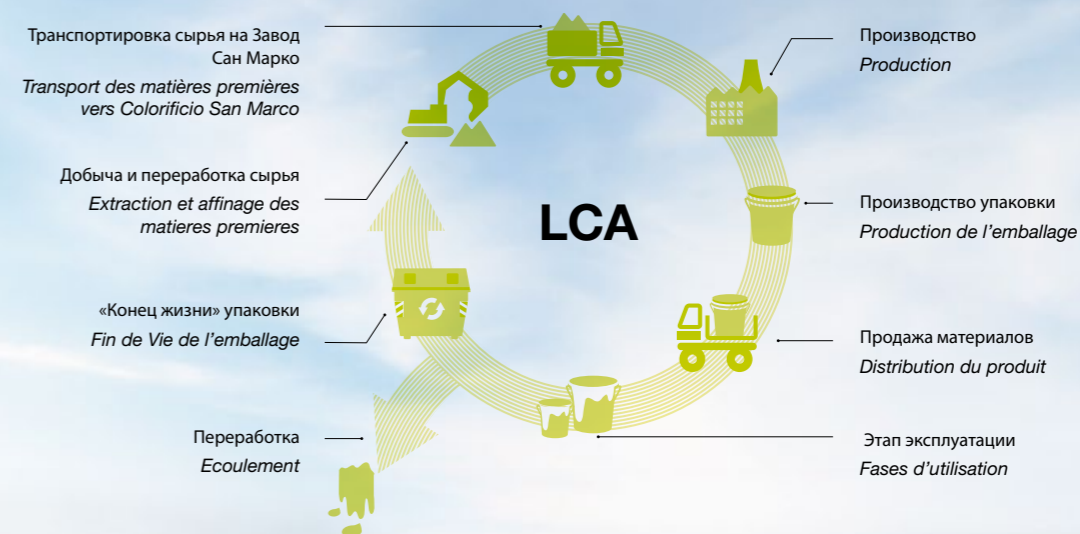 Транспортировка сырья на Завод
Сан Марко
Transport des matières premières
vers Colorificio San Marco
Добыча и переработка сырья
Extraction et affinage des
matieres premieres
«Конец жизни» упаковки
Fin de Vie de l’emballage
Переработка
Ecoulement
LCA
Производство
Production
Производство упаковки
Production de l’emballage
Продажа материалов
Distribution du produit
Этап эксплуатации
Fases d’utilisation